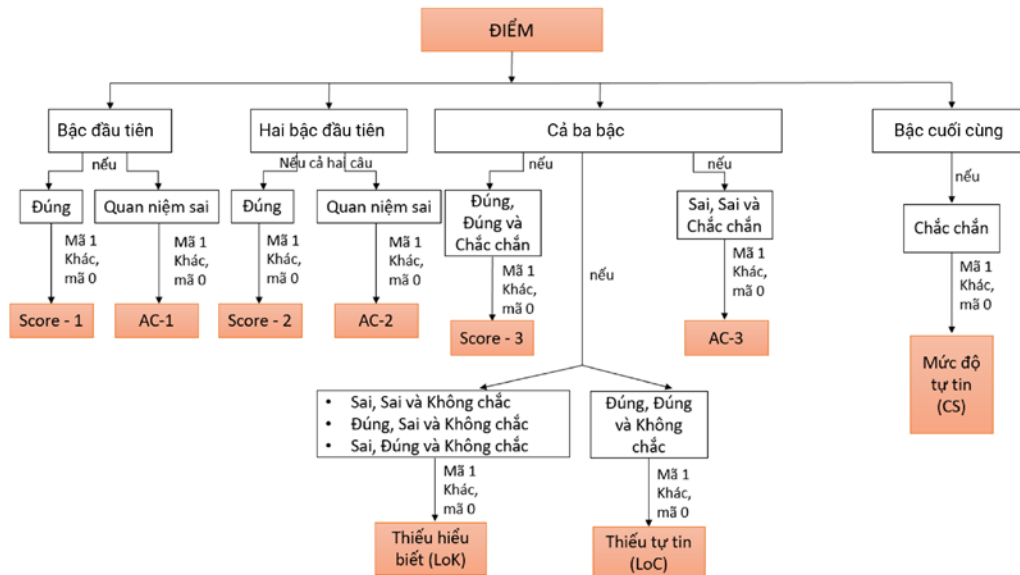 ĐIỂM
Bậc đầu tiên
Hai bậc đầu tiên
Cả ba bậc
Bậc cuối cùng
nếu
Nếu cả hai câu
nếu
nếu
nếu
Đúng
Quan niệm sai
Đúng
Quan niệm sai
Đúng,
Đúng và
Chắc chắn
Sai, Sai và
Chắc chắn
Chắc chắn
Mã 1
Khác,
mã 0
Mã 1
Khác,
mã 0
Mã 1
Khác,
mã 0
Mã 1
Khác,
mã 0
Mã 1
Khác,
mã 0
nếu
Mã 1
Khác,
mã 0
Mã 1
Khác,
mã 0
Score - 1
AC-1
Score - 2
AC-2
Score - 3
AC-3
Mức độ
tự tin
(CS)
• Sai, Sai và Không chắc
• Đúng, Sai và Không chắc
• Sai, Đúng và Không chắc
Đúng, Đúng
và Không
chắc
Mã 1
Khác,
mã 0
Mã 1
Khác,
mã 0
Thiếu hiểu
biết (LoK)
Thiếu tự tin
(LoC)